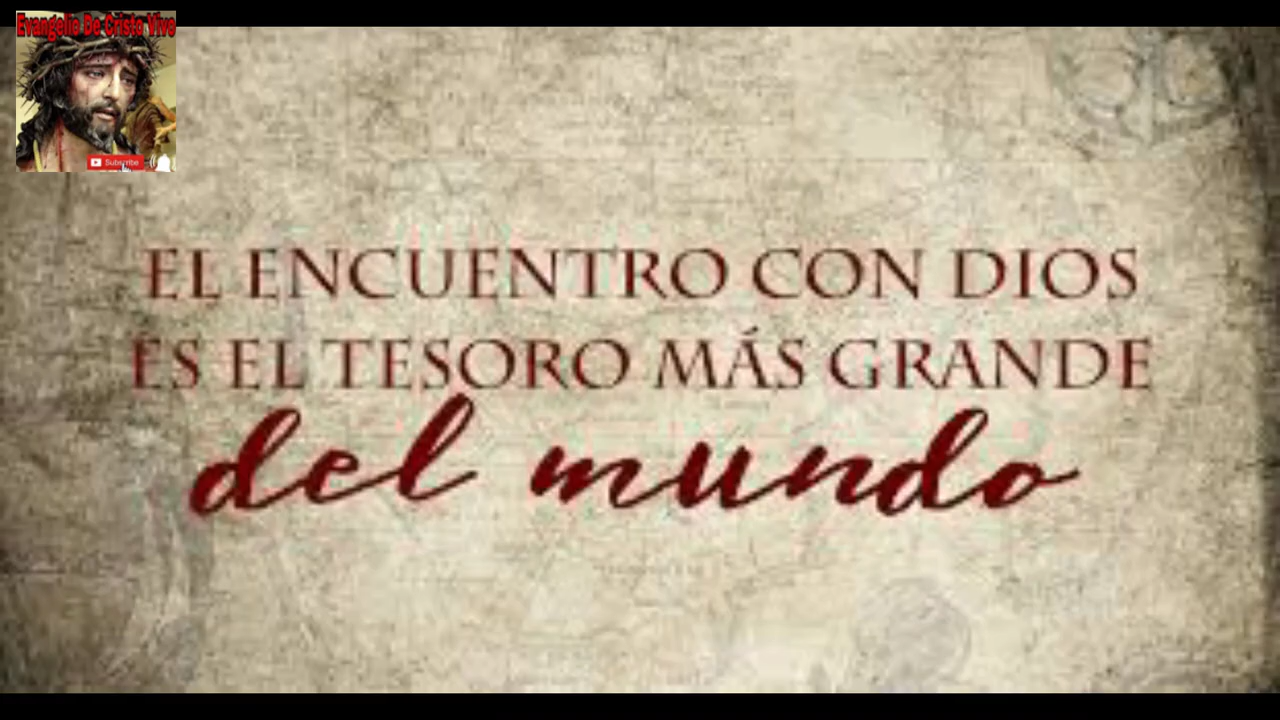 Evangelio De Cristo Vivo
Subscribe
EL ENCUENTRO CON DIOS
ES EL TESORO MÁS GRANDE
del mundo